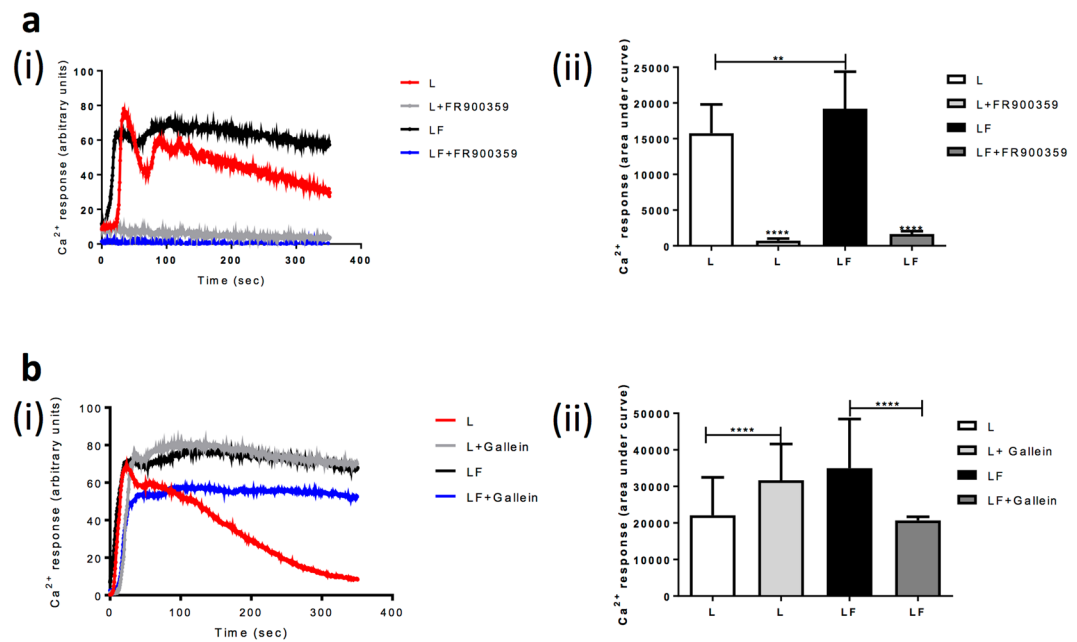 a
(i)
Ca²⁺ response (arbitrary units)
100
80
60
40
20
0
0 100 200 300 400
Time (sec)
L
L+FR900359
LF
LF+FR900359
(ii)
Ca²⁺ response (area under curve)
25000
20000
15000
10000
5000
0
**
****
****
L L LF LF
L
L+FR900359
LF
LF+FR900359
b
(i)
Ca²⁺ response (arbitrary units)
100
80
60
40
20
0
0 100 200 300 400
Time (sec)
L
L+Gallein
LF
LF+Gallein
(ii)
Ca²⁺ response (area under curve)
50000
40000
30000
20000
10000
0
****
****
L L LF LF
L
L+ Gallein
LF
LF+Gallein